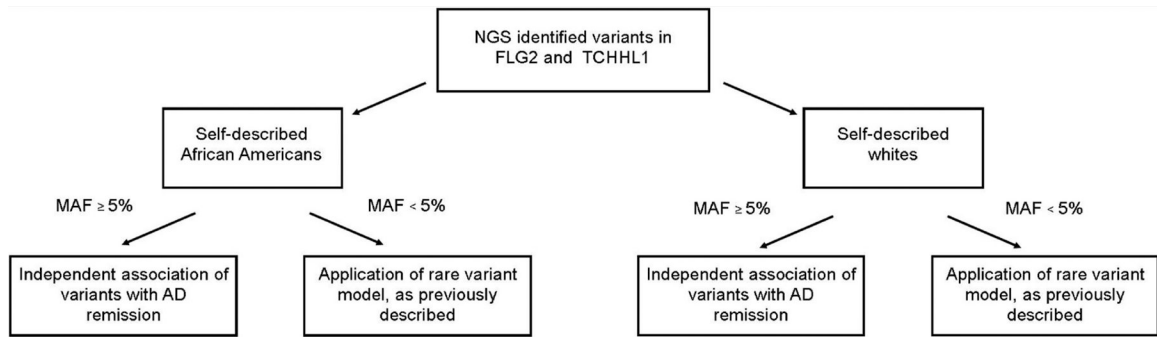 NGS identified variants in
FLG2 and TCHHL1
Self-described
African Americans
Self-described
whites
MAF ≥ 5%
MAF < 5%
MAF ≥ 5%
MAF < 5%
Independent association of
variants with AD
remission
Application of rare variant
model, as previously
described
Independent association of
variants with AD
remission
Application of rare variant
model, as previously
described